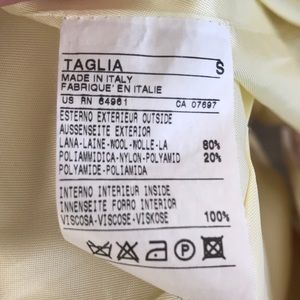 TAGLIA S
MADE IN ITALY
FABRIQUE' EN ITALIE
US RN 64961 CA 07697
ESTERNO EXTERIEUR OUTSIDE
AUSSENSEITE EXTERIOR
LANA-LAINE-WOOL-WOLLE-LA 80%
POLIAMMIDICA-NYLON-POLYAMID 20%
POLYAMIDE-POLIAMIDA
INTERNO INTERIEUR INSIDE
INNENSEITE FORRO INTERIOR
VISCOSA-VISCOSE-VISKOSE 100%
P